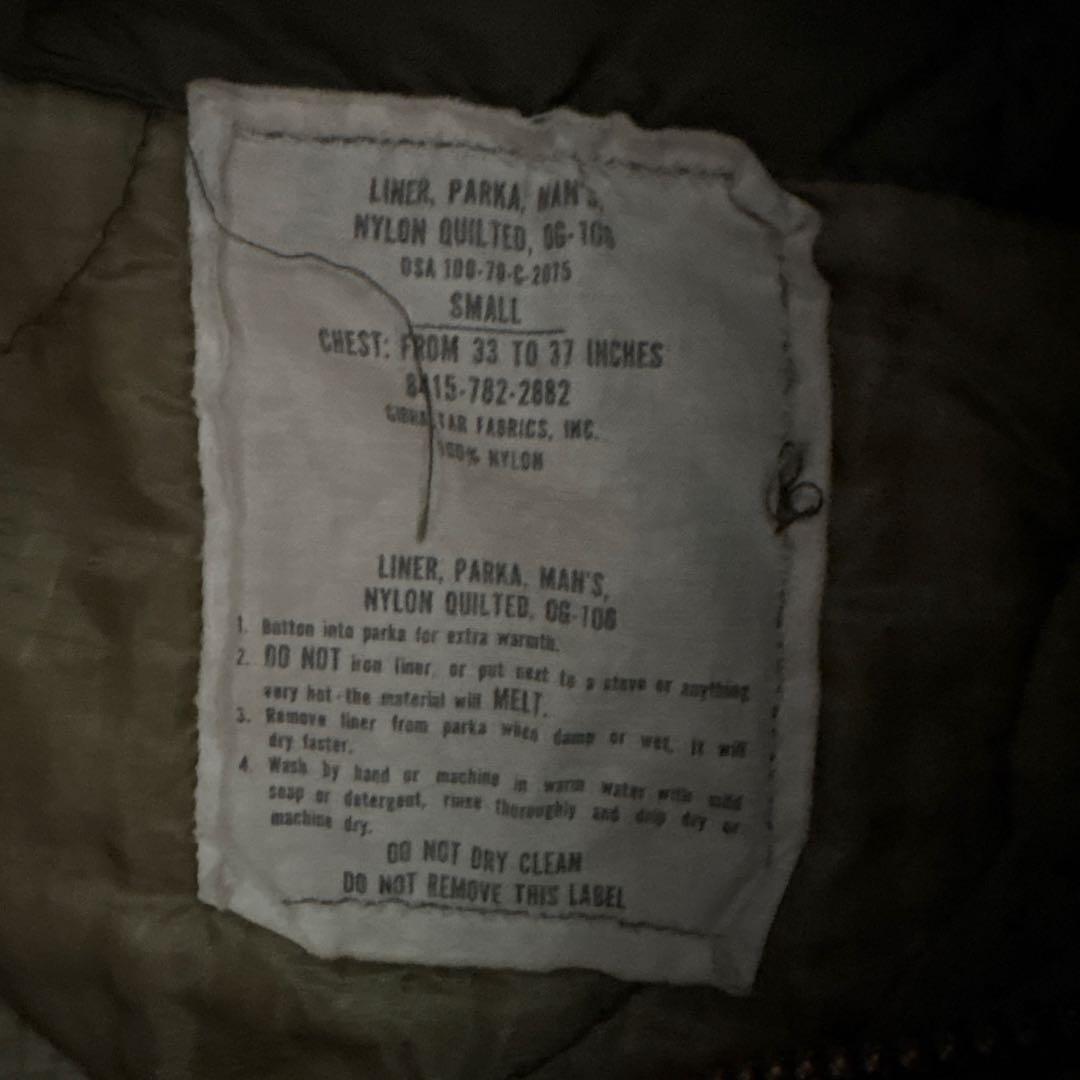 LINER, PARKA, MAN'S,
NYLON QUILTED, OG-106
DSA 100-70-C-2075
SMALL
CHEST: FROM 33 TO 37 INCHES
8415-782-2882
GIBRALTAR FABRICS, INC.
100% NYLON
LINER, PARKA, MAN'S,
NYLON QUILTED, OG-106
1. Button into parka for extra warmth.
2. DO NOT iron liner, or put next to a stove or anything
very hot-the material will MELT.
3. Remove liner from parka when damp or wet, it will
dry faster.
4. Wash by hand or machine in warm water with mild
soap or detergent, rinse thoroughly and drip dry or
machine dry.
DO NOT DRY CLEAN
DO NOT REMOVE THIS LABEL